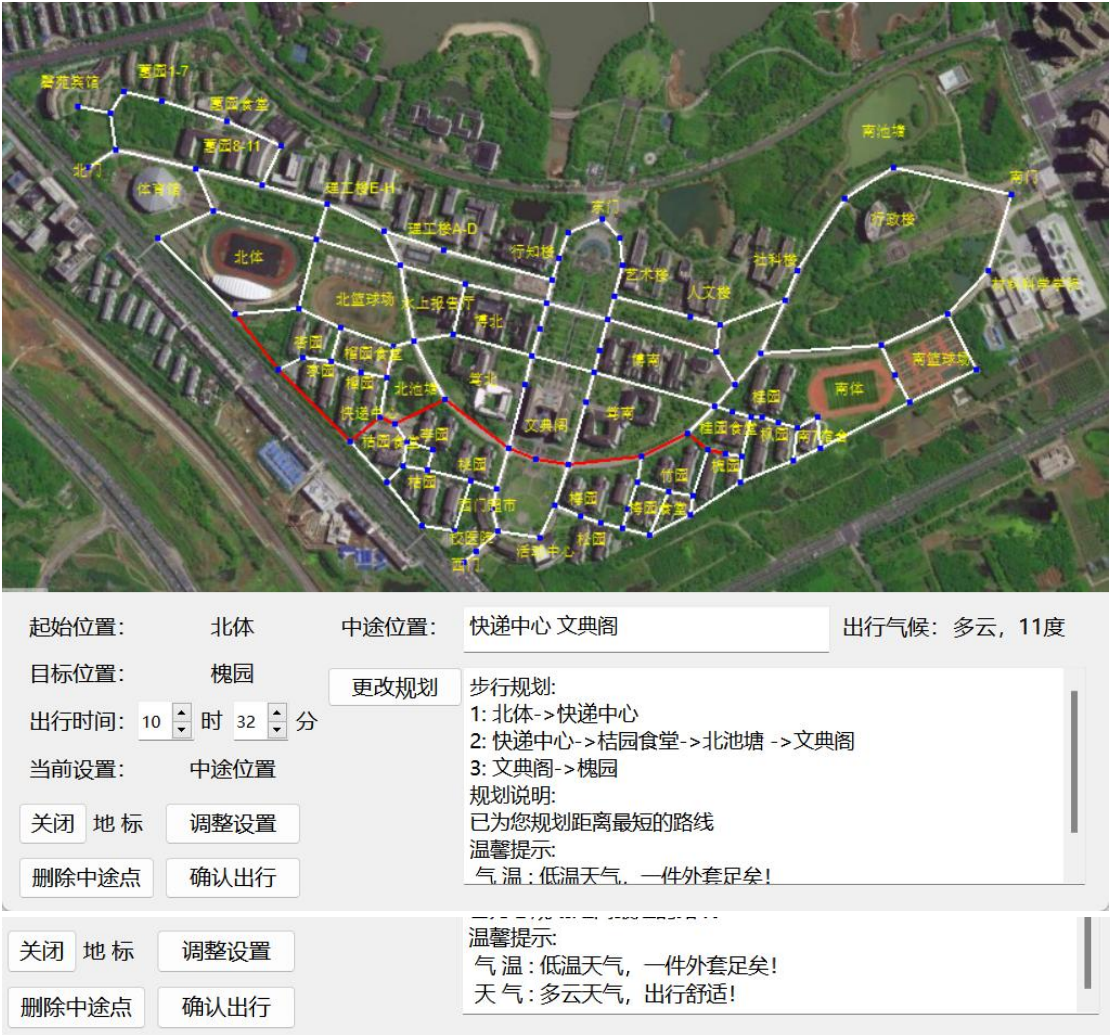 蕙园1-7
馨苑宾馆
蕙园食堂
南池塘
蕙园8-11
北门
南门
体育馆
理工楼E-H
东门
行政楼
理工楼A-D
行知楼
北体
社科楼
艺术楼
材料科学学院
人文楼
北篮球场
水上报告厅
博北
杏园
榴园食堂
博南
南篮球场
枣园
榴园
北池塘
笃北
桂园
南体
快递中心
笃南
文典阁
桔园食堂
李园
桂园食堂
枫园
桃园
槐园
竹园
桔园
西门超市
榕园
梅园食堂
校医院
松园
活动中心
西门
起始位置: 北体 中途位置: 快递中心 文典阁 出行气候: 多云, 11度
目标位置: 槐园 更改规划
出行时间: 10 时 32 分
当前设置: 中途位置
关闭 地 标 调整设置
删除中途点 确认出行
步行规划:
1: 北体->快递中心
2: 快递中心->桔园食堂->北池塘 ->文典阁
3: 文典阁->槐园
规划说明:
已为您规划距离最短的路线
温馨提示:
气 温 : 低温天气, 一件外套足矣!
关闭 地 标 调整设置
删除中途点 确认出行
温馨提示:
气 温 : 低温天气, 一件外套足矣!
天 气 : 多云天气, 出行舒适!